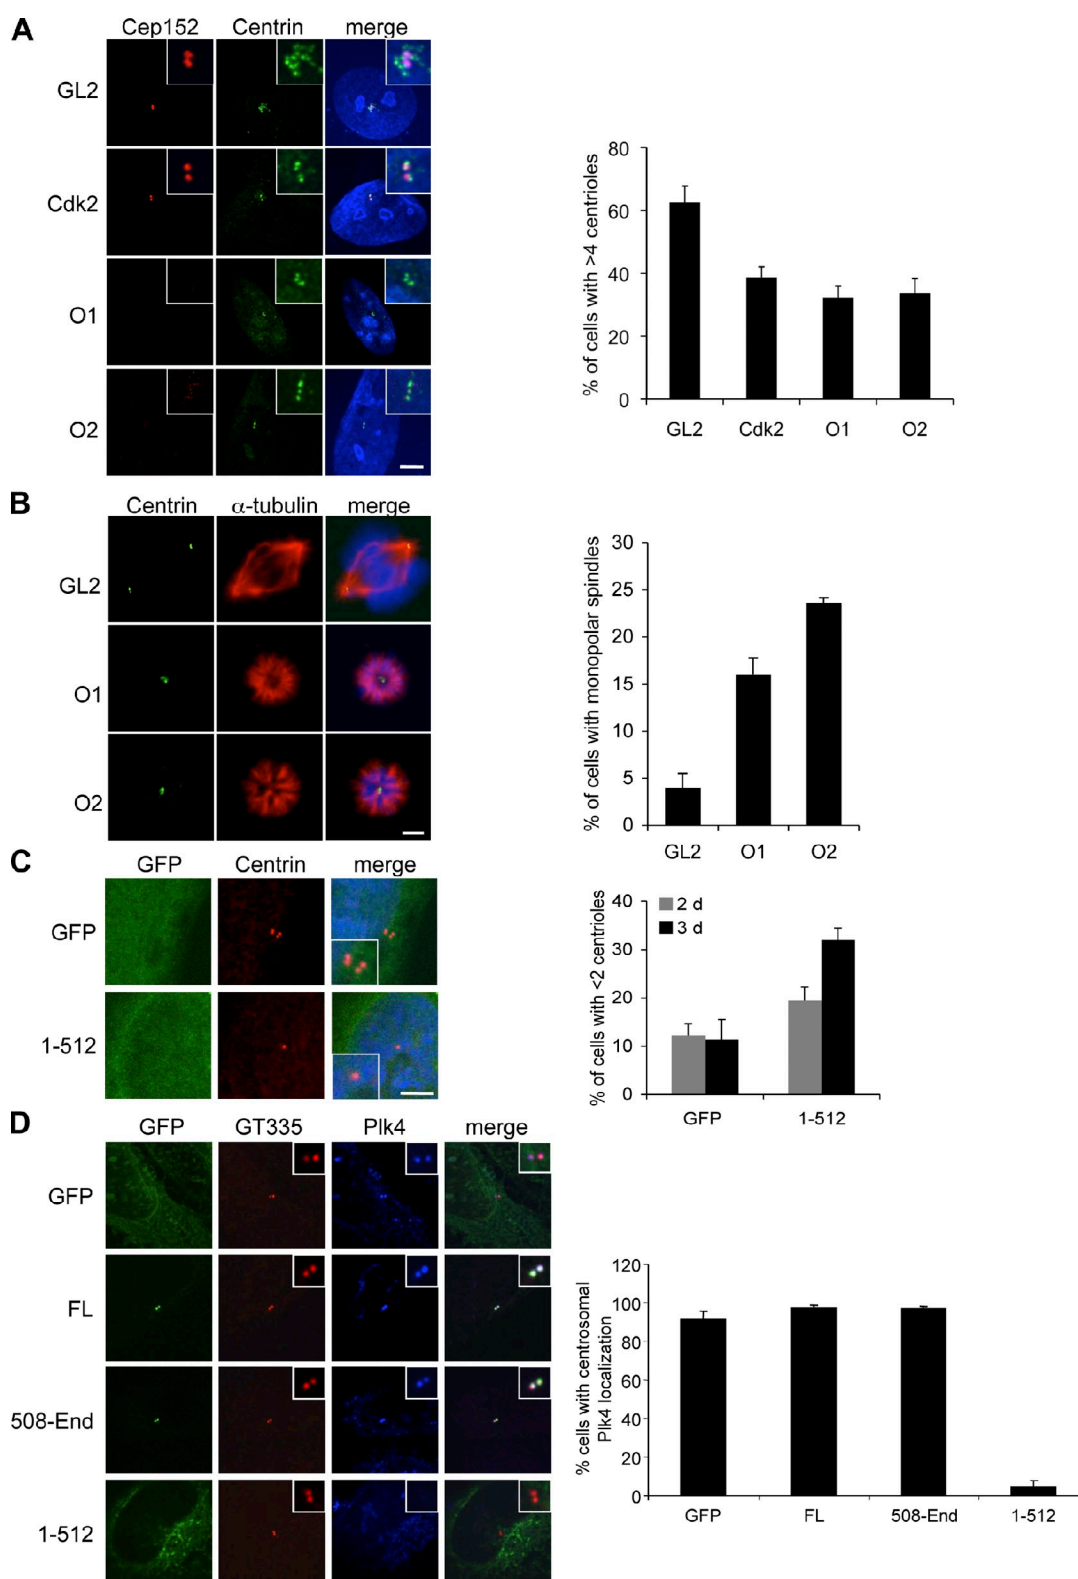 A
Cep152 Centrin merge
GL2
Cdk2
O1
O2
% of cells with >4 centrioles
80
60
40
20
0
GL2 Cdk2 O1 O2
B
Centrin α-tubulin merge
GL2
O1
O2
% of cells with monopolar spindles
30
25
20
15
10
5
0
GL2 O1 O2
C
GFP Centrin merge
GFP
1-512
% of cells with <2 centrioles
2 d
3 d
40
30
20
10
0
GFP 1-512
D
GFP GT335 Plk4 merge
GFP
FL
508-End
1-512
% cells with centrosomal
Plk4 localization
120
100
80
60
40
20
0
GFP FL 508-End 1-512